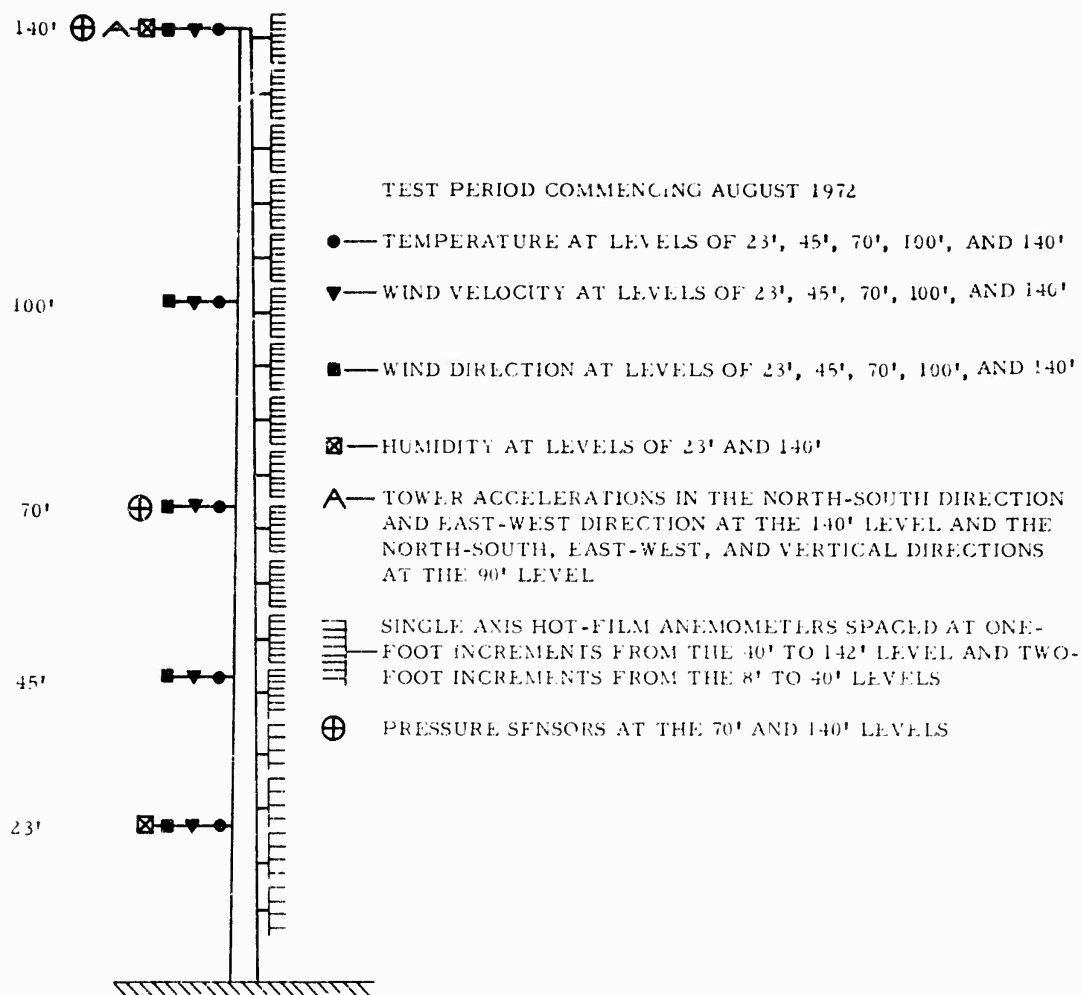 140'
TEST PERIOD COMMENCING AUGUST 1972
TEMPERATURE AT LEVELS OF 23', 45', 70', 100', AND 140'
WIND VELOCITY AT LEVELS OF 23', 45', 70', 100', AND 140'
100'
WIND DIRECTION AT LEVELS OF 23', 45', 70', 100', AND 140'
HUMIDITY AT LEVELS OF 23' AND 140'
70'
TOWER ACCELERATIONS IN THE NORTH-SOUTH DIRECTION
AND EAST-WEST DIRECTION AT THE 140' LEVEL AND THE
NORTH-SOUTH, EAST-WEST, AND VERTICAL DIRECTIONS
AT THE 90' LEVEL
SINGLE AXIS HOT-FILM ANEMOMETERS SPACED AT ONE-
FOOT INCREMENTS FROM THE 40' TO 142' LEVEL AND TWO-
FOOT INCREMENTS FROM THE 8' TO 40' LEVELS
45'
PRESSURE SENSORS AT THE 70' AND 140' LEVELS
23'